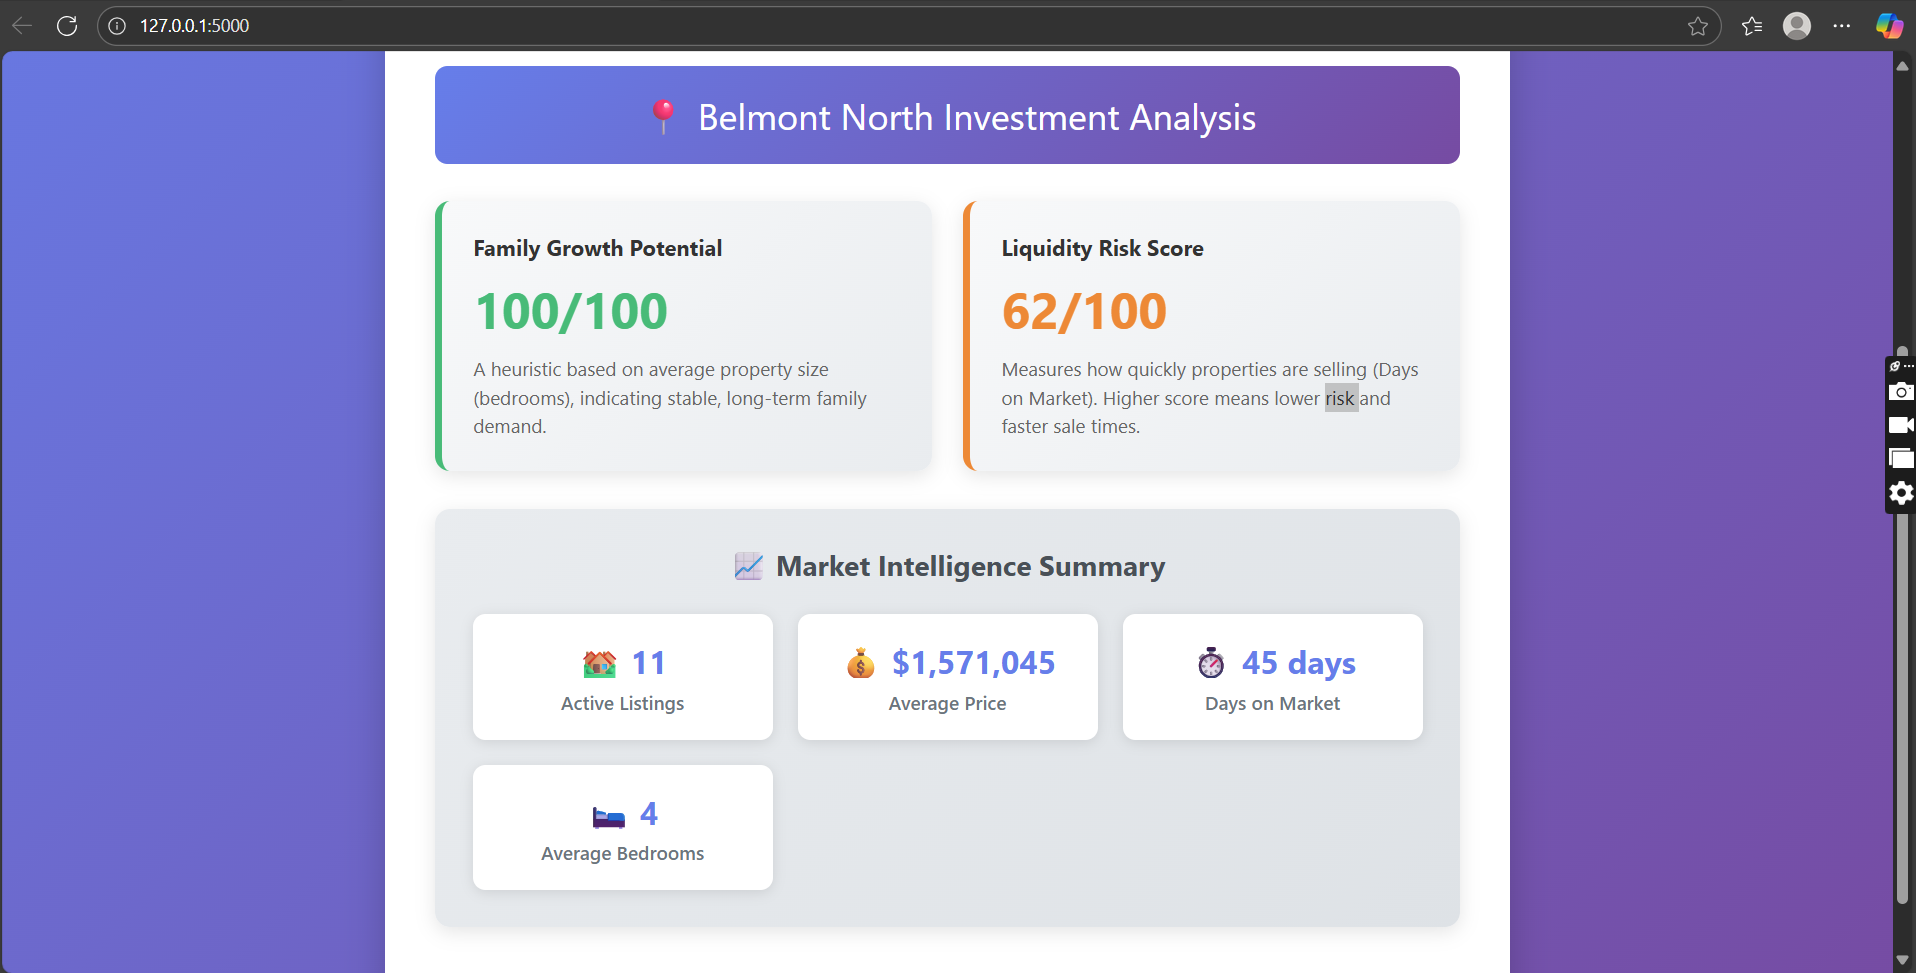 127.0.0.1:5000
Belmont North Investment Analysis
Family Growth Potential
100/100
A heuristic based on average property size
(bedrooms), indicating stable, long-term family
demand.
Liquidity Risk Score
62/100
Measures how quickly properties are selling (Days
on Market). Higher score means lower risk and
faster sale times.
Market Intelligence Summary
11
Active Listings
$1,571,045
Average Price
45 days
Days on Market
4
Average Bedrooms